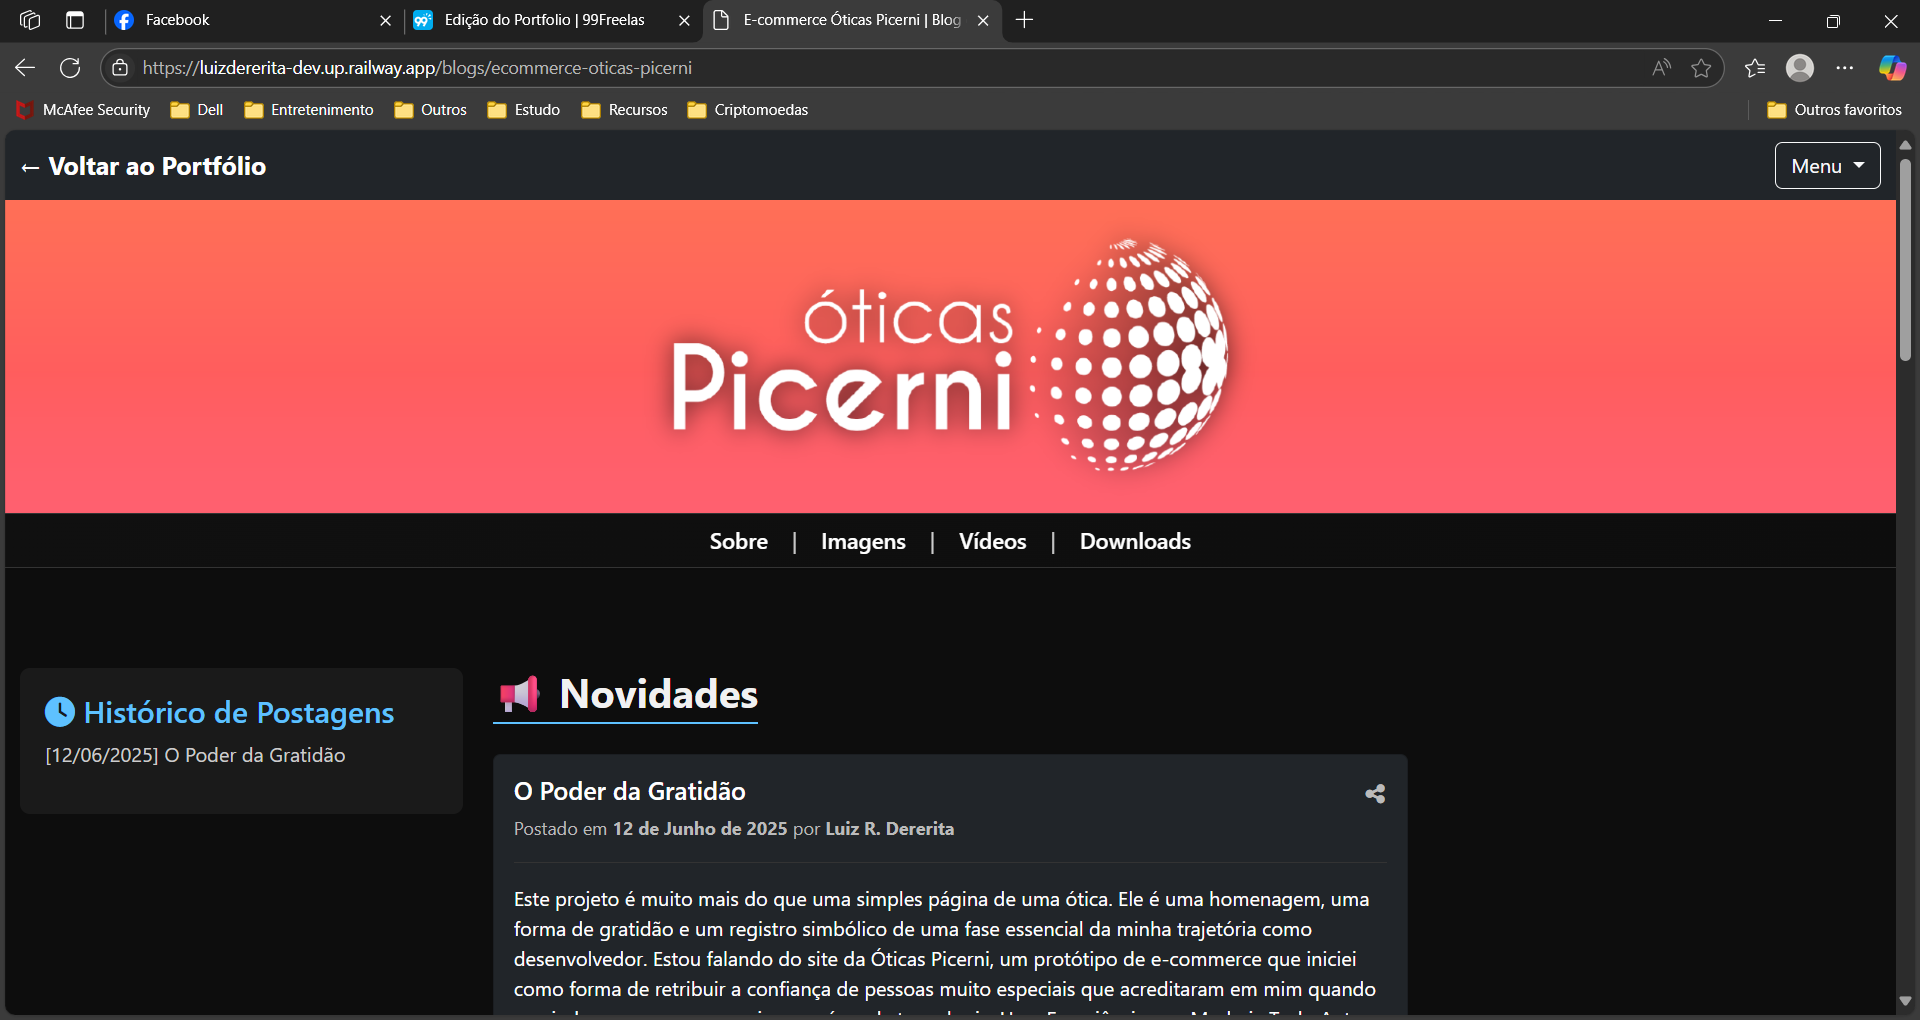 Facebook
Edição do Portfolio | 99Freelas
E-commerce Óticas Picerni | Blog
https://luizdererita-dev.up.railway.app/blogs/ecommerce-oticas-picerni
McAfee Security
Dell
Entretenimento
Outros
Estudo
Recursos
Criptomoedas
Outros favoritos
← Voltar ao Portfólio
Menu
óticas
Picerni
Sobre | Imagens | Vídeos | Downloads
Histórico de Postagens
[12/06/2025] O Poder da Gratidão
Novidades
O Poder da Gratidão
Postado em 12 de Junho de 2025 por Luiz R. Dererita
Este projeto é muito mais do que uma simples página de uma ótica. Ele é uma homenagem, uma
forma de gratidão e um registro simbólico de uma fase essencial da minha trajetória como
desenvolvedor. Estou falando do site da Óticas Picerni, um protótipo de e-commerce que iniciei
como forma de retribuir a confiança de pessoas muito especiais que acreditaram em mim quando